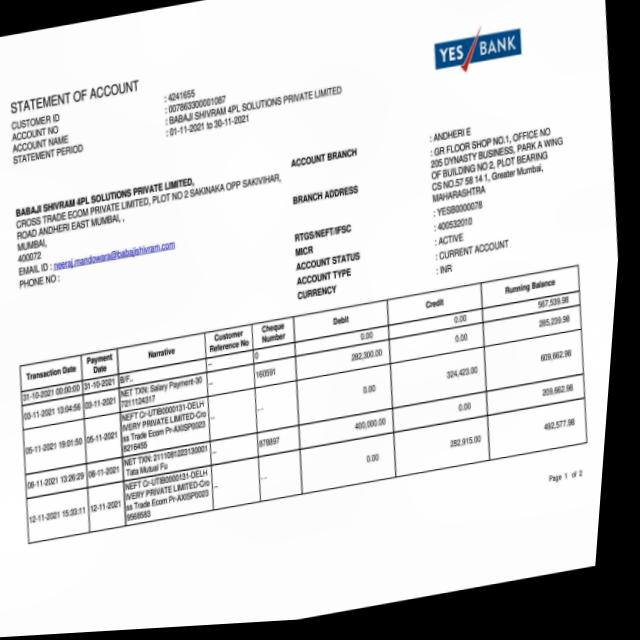 YES BANK
STATEMENT OF ACCOUNT
CUSTOMER ID : 4241655
ACCOUNT NO : 007863300001087
ACCOUNT NAME : BABAJI SHIVRAM 4PL SOLUTIONS PRIVATE LIMITED
STATEMENT PERIOD : 01-11-2021 to 30-11-2021
BABAJI SHIVRAM 4PL SOLUTIONS PRIVATE LIMITED,
CROSS TRADE ECOM PRIVATE LIMITED, PLOT NO 2 SAKINAKA OPP SAKIVIHAR,
ROAD ANDHERI EAST MUMBAI, ,
MUMBAI,
400072
EMAIL ID : neeraj.mandowara@babajishivram.com
PHONE NO :
ACCOUNT BRANCH : ANDHERI E
BRANCH ADDRESS : GR FLOOR SHOP NO.1, OFFICE NO
205 DYNASTY BUSINESS, PARK A WING
OF BUILDING NO 2, PLOT BEARING
CS NO.57 58 14 1, Greater Mumbai,
MAHARASHTRA
RTGS/NEFT/IFSC : YESB0000078
MICR : 400532010
ACCOUNT STATUS : ACTIVE
ACCOUNT TYPE : CURRENT ACCOUNT
CURRENCY : INR
Transaction Date Payment Date Narrative Customer Reference No Cheque Number Debit Credit Running Balance
31-10-2021 00:00:00 31-10-2021 B/F.. -- 0 0.00 0.00 567,539.98
03-11-2021 13:04:56 03-11-2021 NET TXN: Salary Payment-30 -- 160591 282,300.00 0.00 285,239.98
7211124317
05-11-2021 19:01:50 05-11-2021 NEFT Cr-UTIB0000131-DELH -- -- 0.00 324,423.00 609,662.98
IVERY PRIVATE LIMITED-Cro
ss Trade Ecom Pr-AXISP0023
8216455
08-11-2021 13:26:29 08-11-2021 NET TXN: 2111081023130001 -- 878897 400,000.00 0.00 209,662.98
Tata Mutual Fu
12-11-2021 15:33:11 12-11-2021 NEFT Cr-UTIB0000131-DELH -- -- 0.00 282,915.00 492,577.98
IVERY PRIVATE LIMITED-Cro
ss Trade Ecom Pr-AXISP0023
9568583
Page 1 of 2